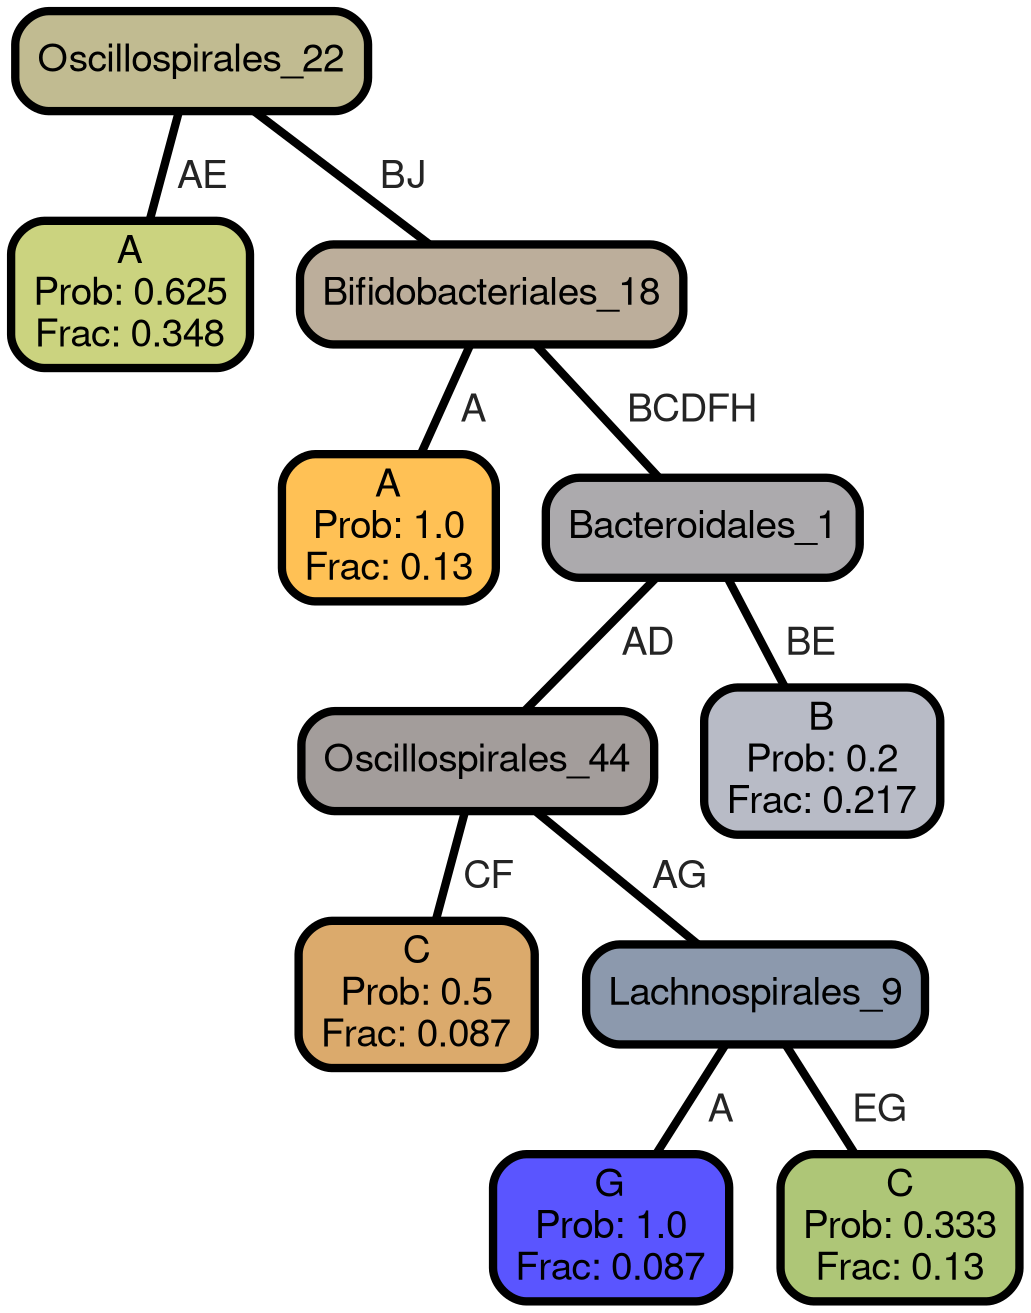 Oscillospirales_22
AE
BJ
A
Prob: 0.625
Frac: 0.348
Bifidobacteriales_18
A
BCDFH
A
Prob: 1.0
Frac: 0.13
Bacteroidales_1
AD
BE
Oscillospirales_44
B
Prob: 0.2
Frac: 0.217
CF
AG
C
Prob: 0.5
Frac: 0.087
Lachnospirales_9
A
EG
G
Prob: 1.0
Frac: 0.087
C
Prob: 0.333
Frac: 0.13